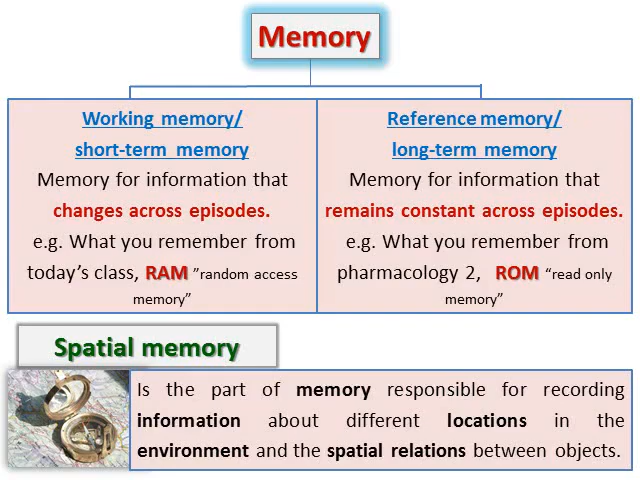 Memory
Working memory/
short-term memory
Memory for information that
changes across episodes.
e.g. What you remember from
today's class, RAM ”random access
memory”
Reference memory/
long-term memory
Memory for information that
remains constant across episodes.
e.g. What you remember from
pharmacology 2, ROM “read only
memory”
Spatial memory
Is the part of memory responsible for recording
information about different locations in the
environment and the spatial relations between objects.